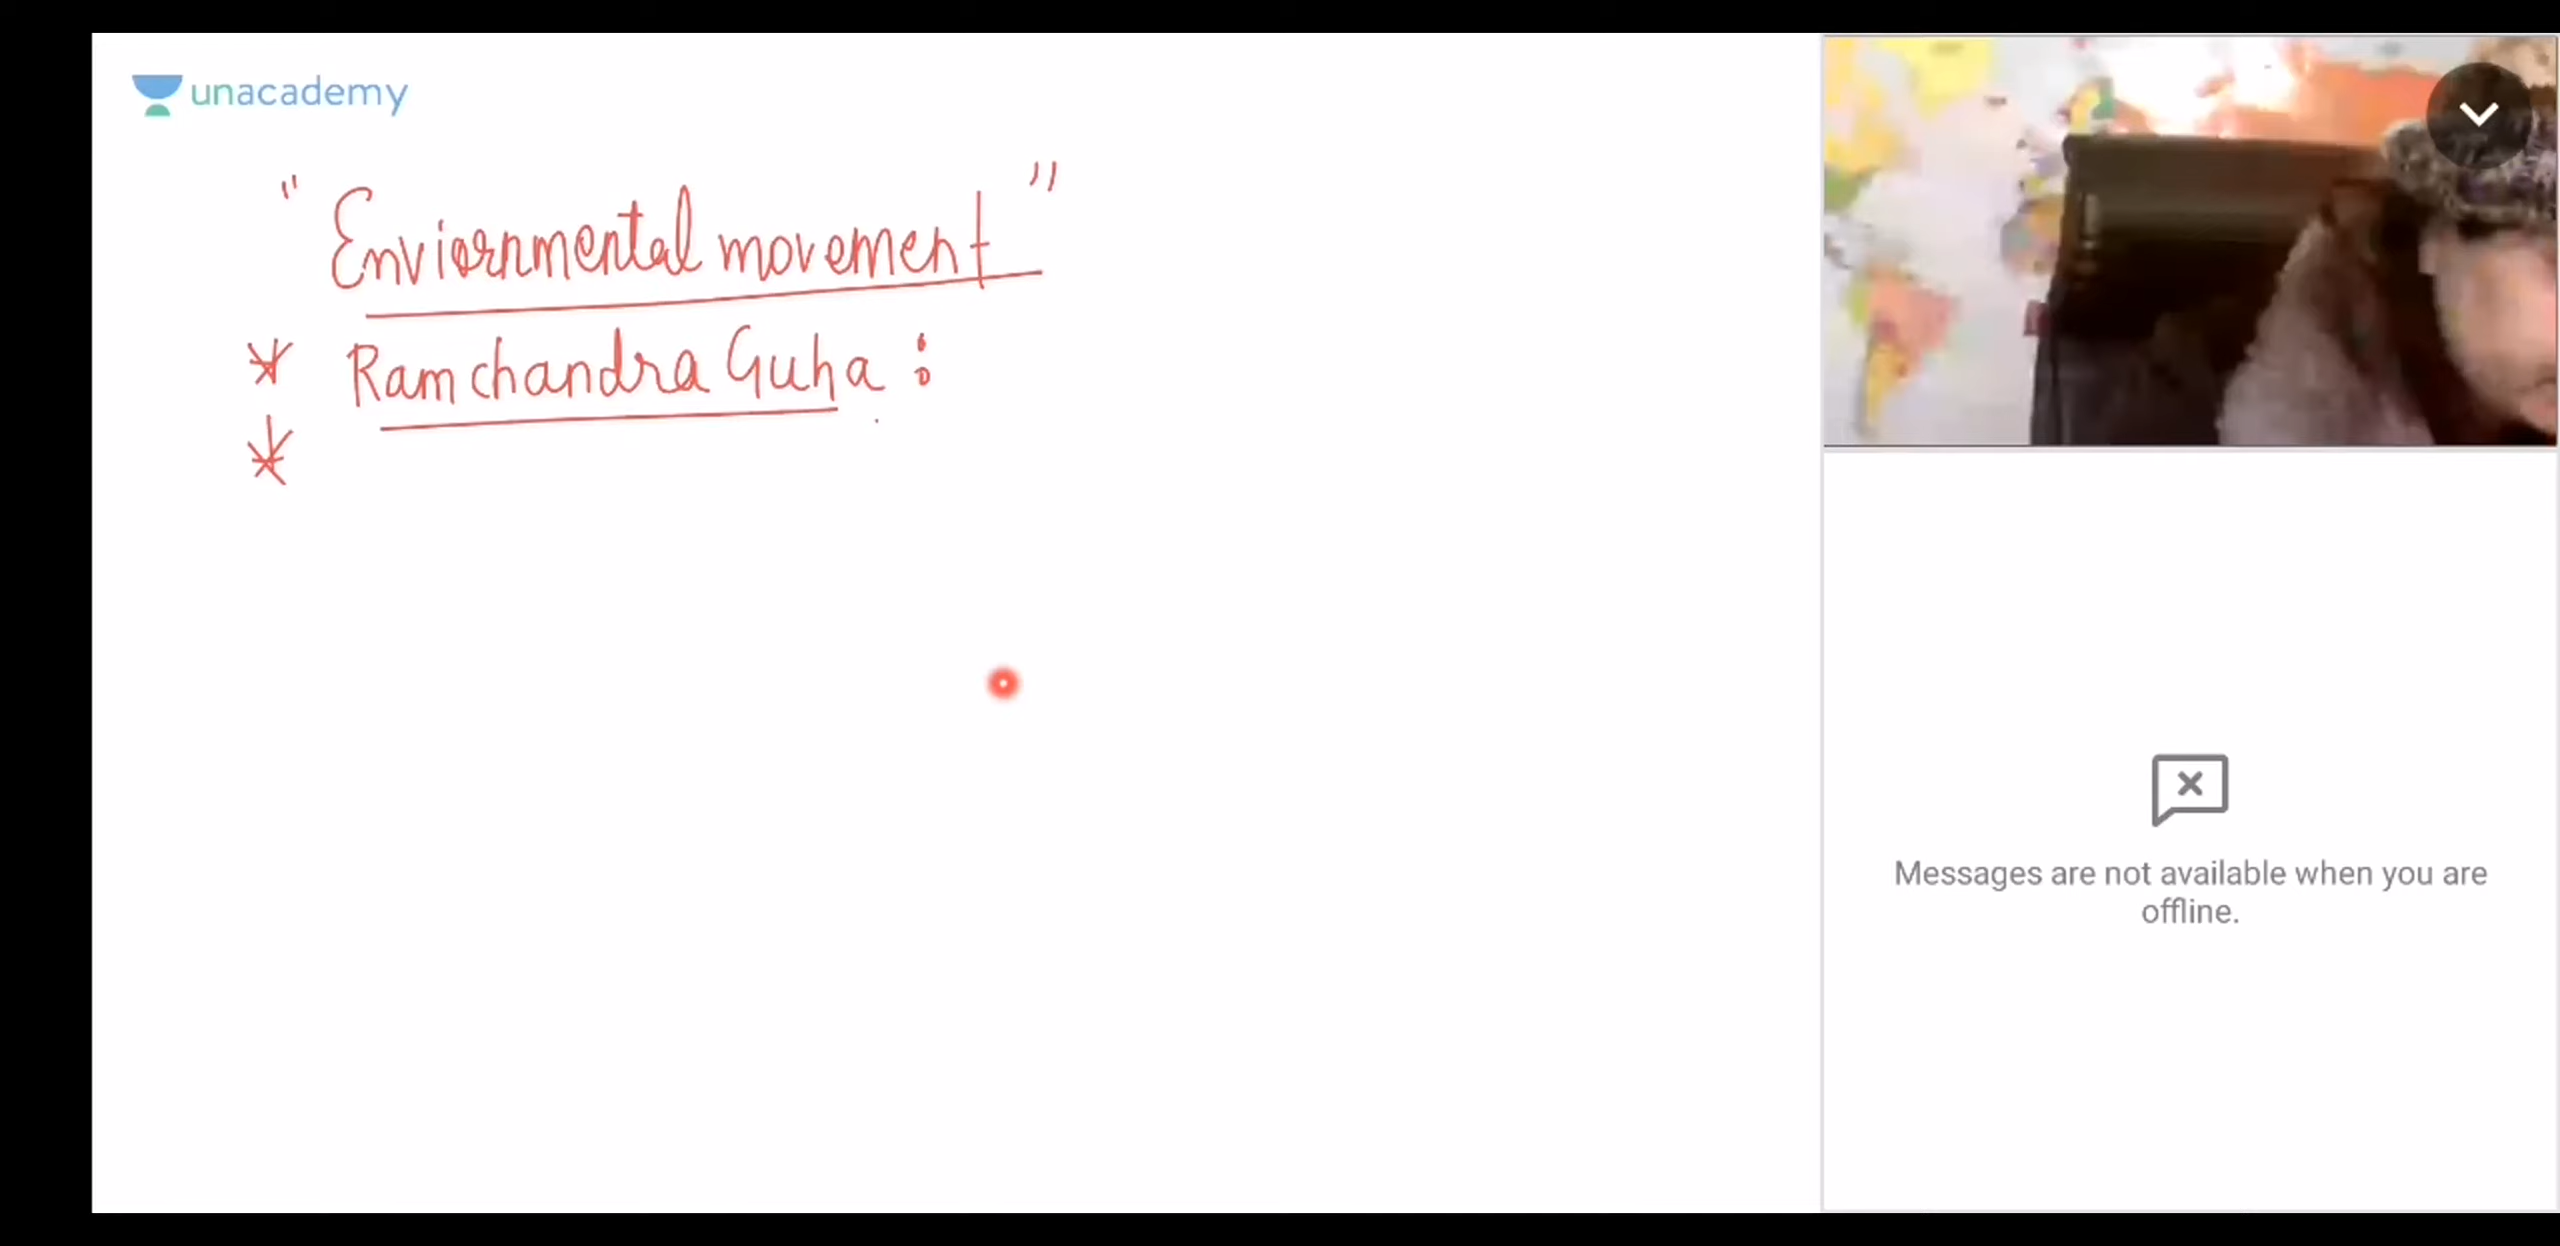 unacademy
" Enviornmental movement "
* Ramchandra Guha :
*
Messages are not available when you are
offline.